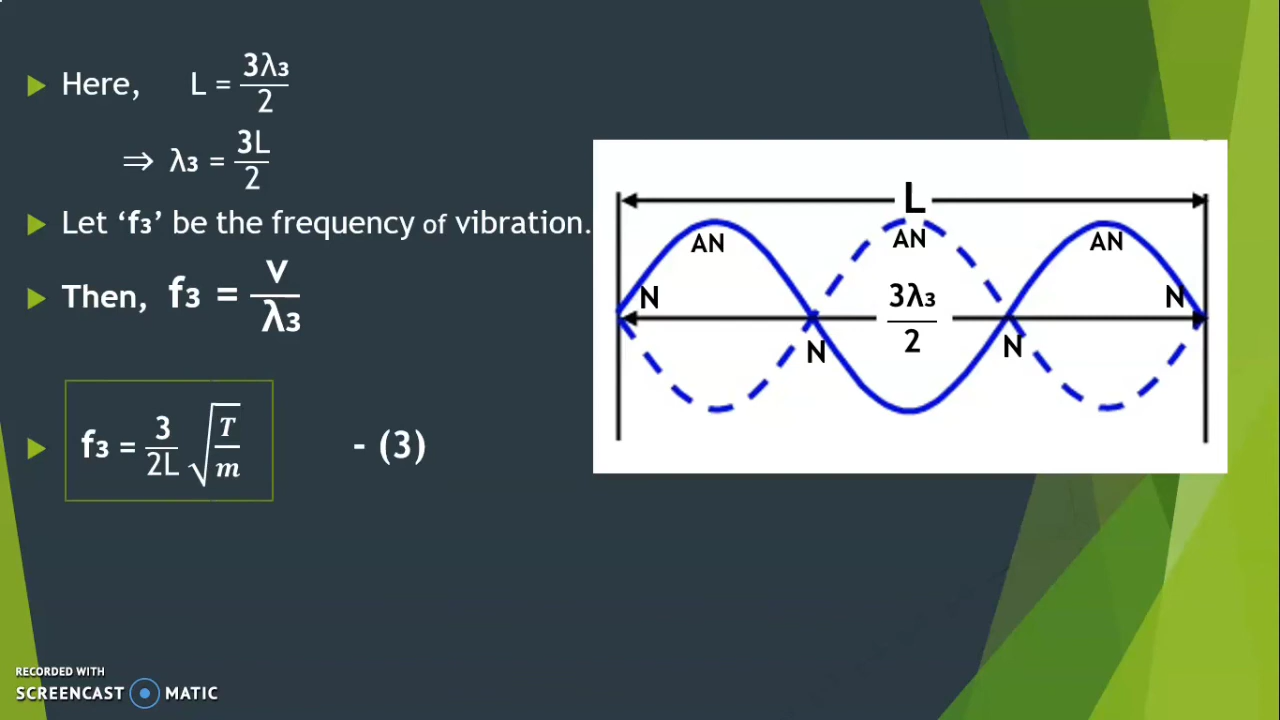 Here, L = 3λ₃/2
⇒ λ₃ = 3L/2
Let ‘f₃’ be the frequency of vibration.
Then, f₃ = v/λ₃
f₃ = 3/2L √T/m - (3)
L
AN AN AN
N 3λ₃/2 N
N N
RECORDED WITH
SCREENCAST MATIC